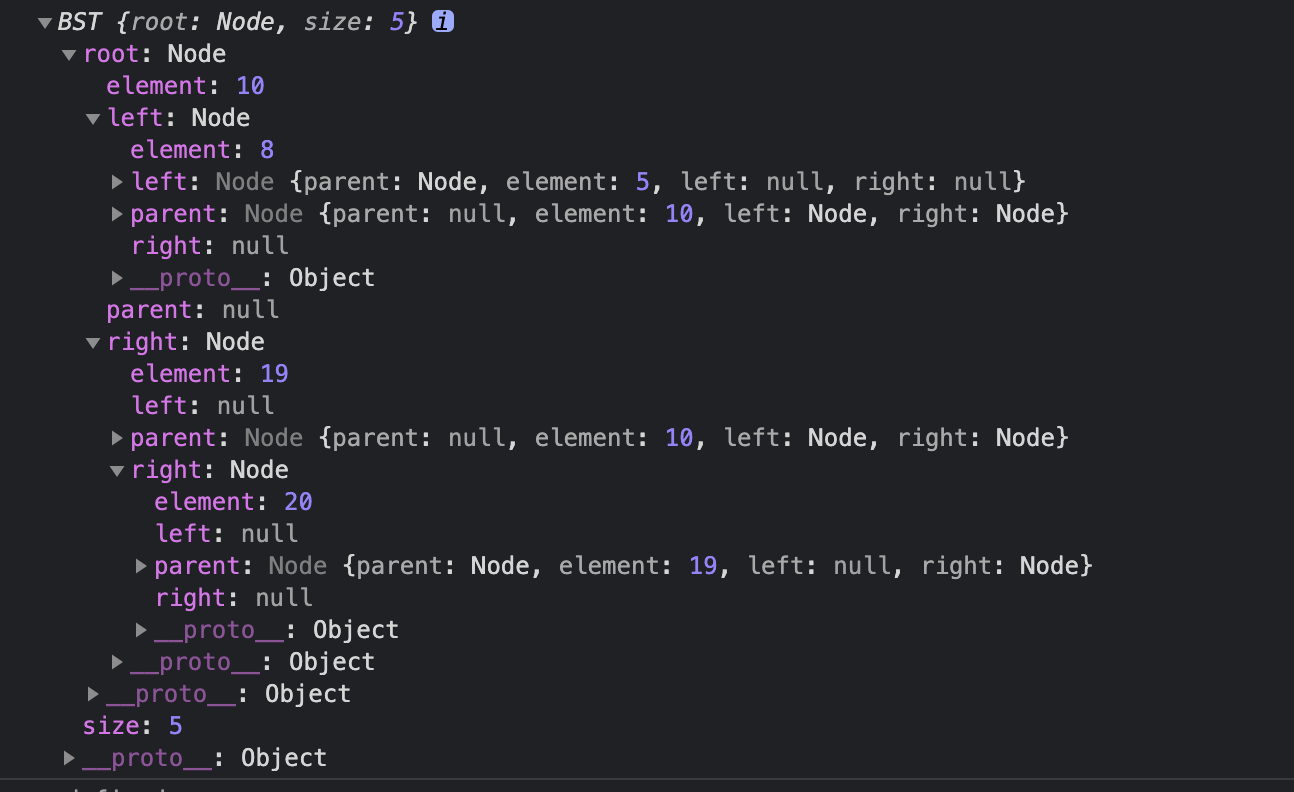 ▼BST {root: Node, size: 5} i
▼root: Node
element: 10
▼left: Node
element: 8
▶left: Node {parent: Node, element: 5, left: null, right: null}
▶parent: Node {parent: null, element: 10, left: Node, right: Node}
right: null
▶__proto__: Object
parent: null
▼right: Node
element: 19
left: null
▶parent: Node {parent: null, element: 10, left: Node, right: Node}
▼right: Node
element: 20
left: null
▶parent: Node {parent: Node, element: 19, left: null, right: Node}
right: null
▶__proto__: Object
▶__proto__: Object
▶__proto__: Object
size: 5
▶__proto__: Object